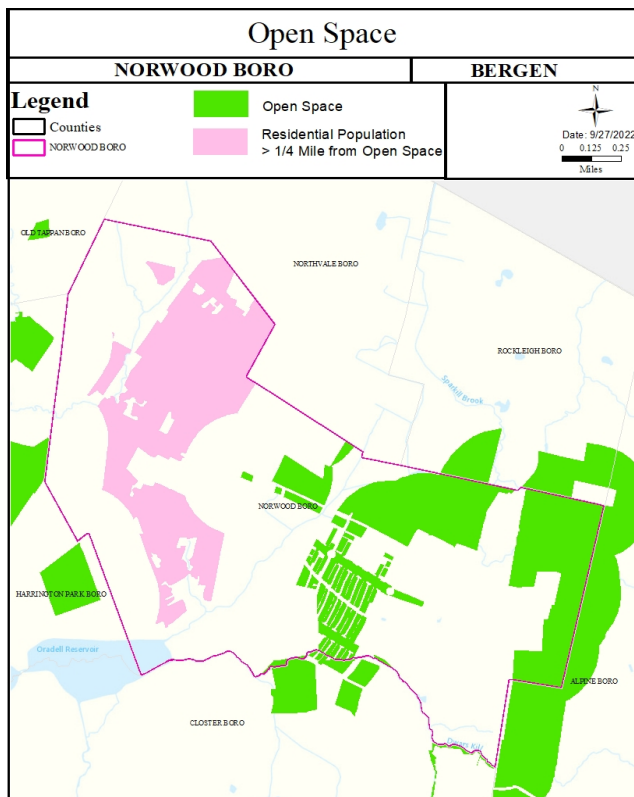 Open Space
NORWOOD BORO
BERGEN
Legend
Counties
NORWOOD BORO
Open Space
Residential Population
> 1/4 Mile from Open Space
N
Date: 9/27/2022
0 0.125 0.25
Miles
OLD TAPPAN BORO
NORTHVALE BORO
ROCKLEIGH BORO
Sparkill Brook
NORWOOD BORO
HARRINGTON PARK BORO
Oradell Reservoir
ALPINE BORO
CLOSTER BORO